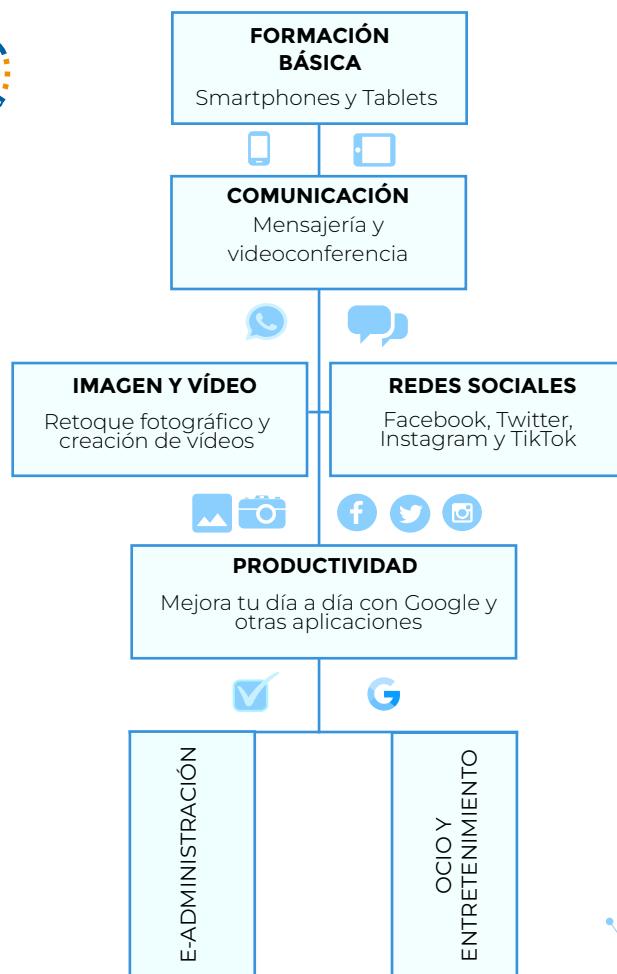 FORMACIÓN
BÁSICA
Smartphones y Tablets
COMUNICACIÓN
Mensajería y
videoconferencia
IMAGEN Y VÍDEO
Retoque fotográfico y
creación de vídeos
REDES SOCIALES
Facebook, Twitter,
Instagram y TikTok
PRODUCTIVIDAD
Mejora tu día a día con Google y
otras aplicaciones
E-ADMINISTRACIÓN
OCIO Y
ENTRETENIMIENTO